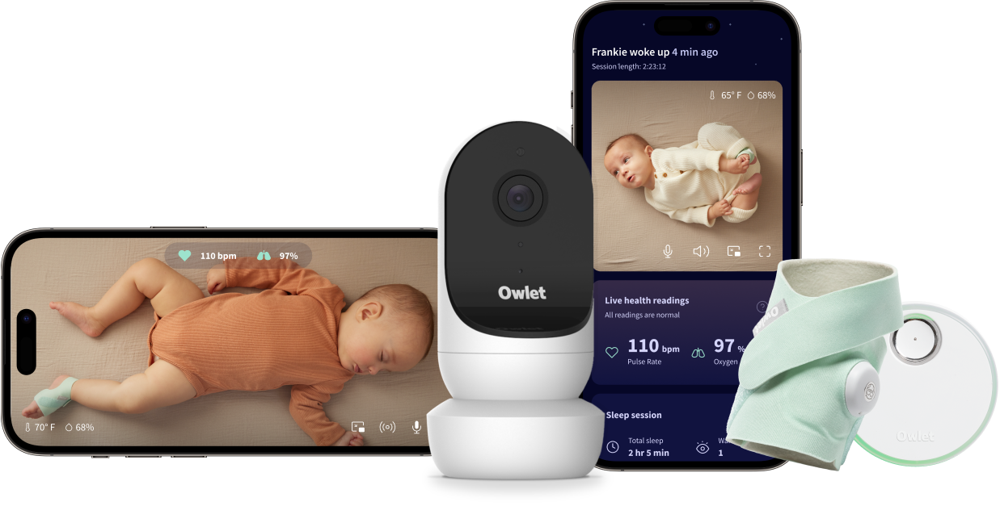 110 bpm 97%
70° F 68%
Owlet
Frankie woke up 4 min ago
Session length: 2:23:12
65° F 68%
Live health readings
All readings are normal
110 bpm 97 %
Pulse Rate Oxygen
Sleep session
Total sleep
2 hr 5 min 1
Owlet